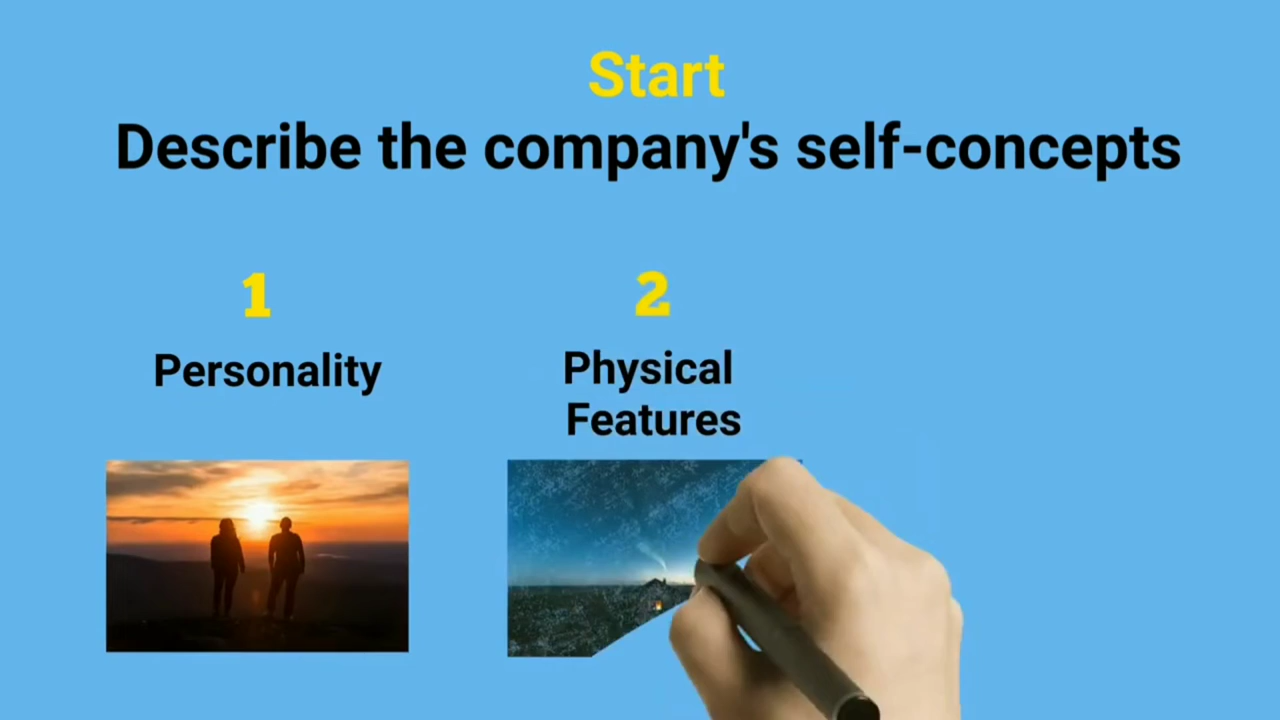 Start
Describe the company's self-concepts
1
Personality
2
Physical
Features